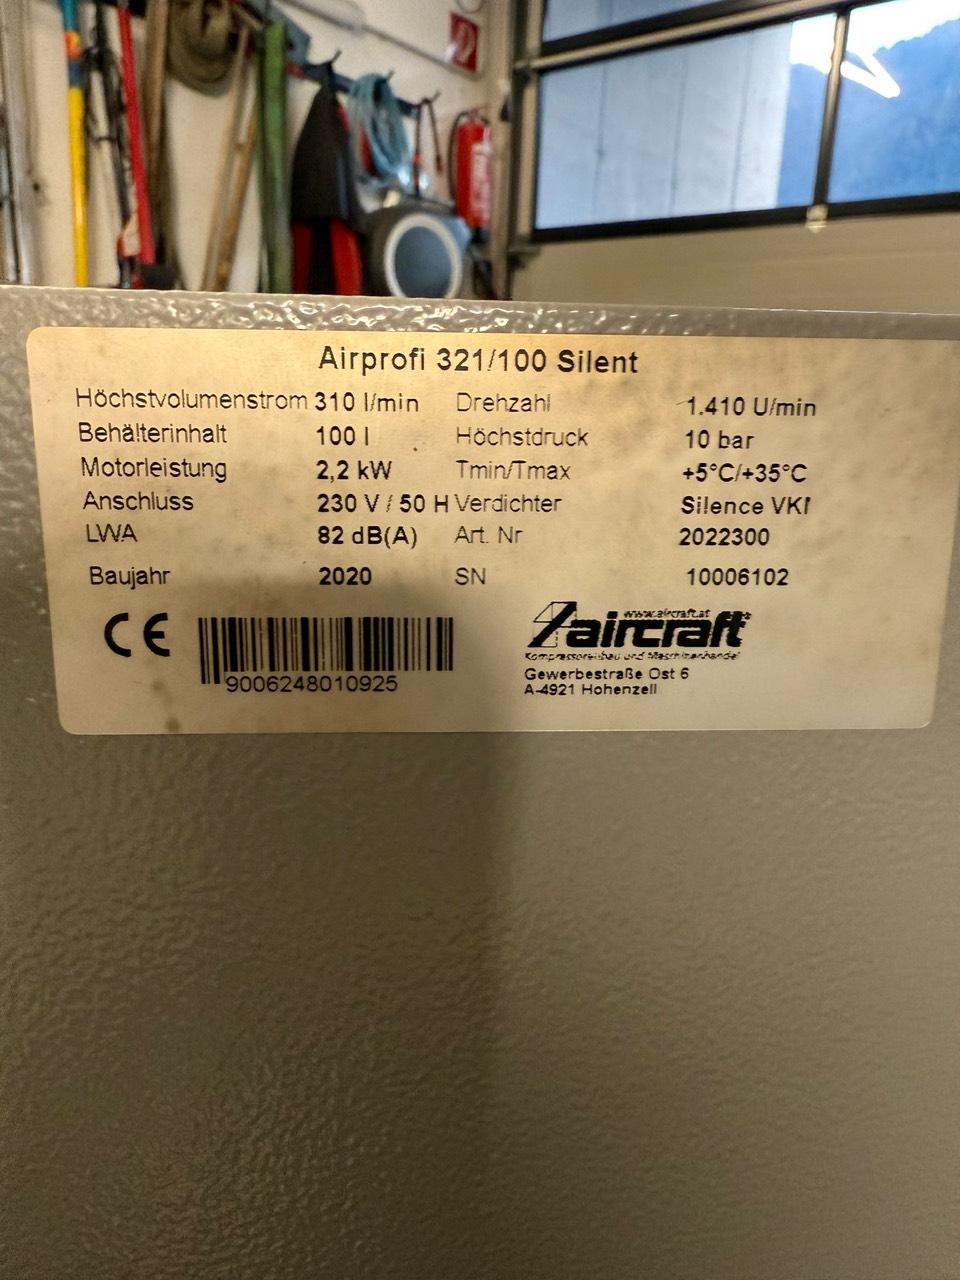 Airprofi 321/100 Silent
Höchstvolumenstrom 310 l/min Drehzahl 1.410 U/min
Behälterinhalt 100 l Höchstdruck 10 bar
Motorleistung 2,2 kW Tmin/Tmax +5°C/+35°C
Anschluss 230 V / 50 H Verdichter Silence VKI
LWA 82 dB(A) Art. Nr 2022300
Baujahr 2020 SN 10006102
CE
www.aircraft.at
aircraft
Kompressorenbau und Maschinenhandel
9006248010925
Gewerbestraße Ost 6
A-4921 Hohenzell